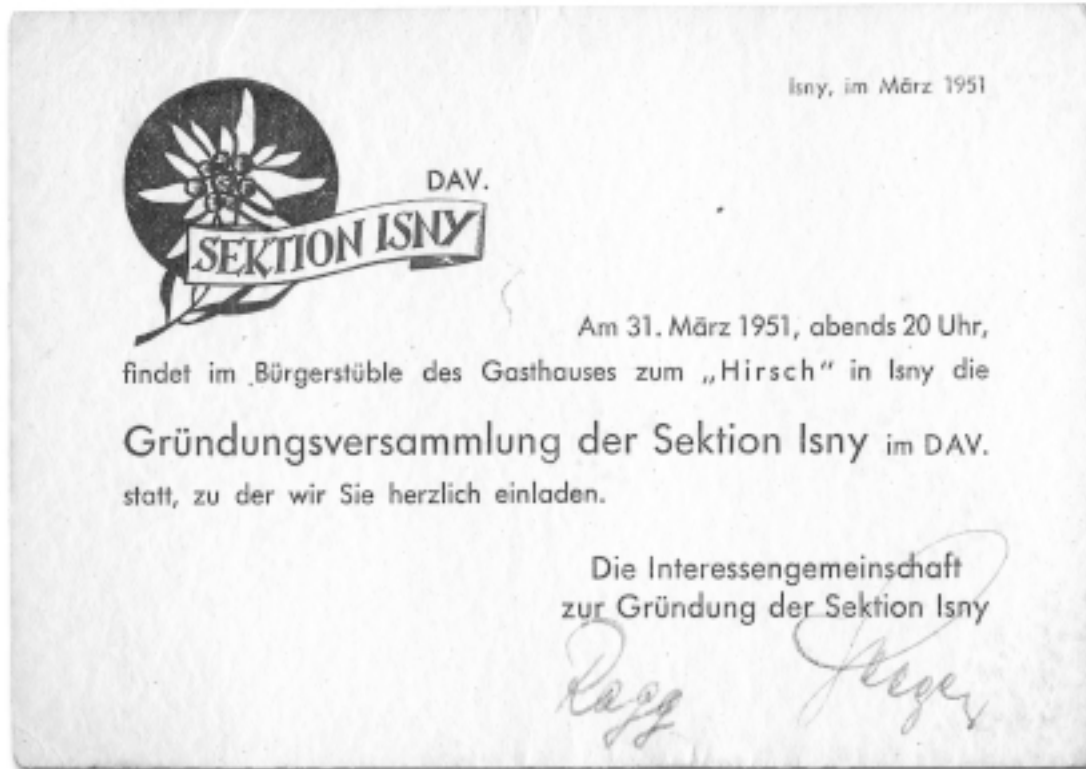 Isny, im März 1951
DAV.
SEKTION ISNY
Am 31. März 1951, abends 20 Uhr,
findet im Bürgerstüble des Gasthauses zum „Hirsch" in Isny die
Gründungsversammlung der Sektion Isny im DAV.
statt, zu der wir Sie herzlich einladen.
Die Interessengemeinschaft
zur Gründung der Sektion Isny
Ragg